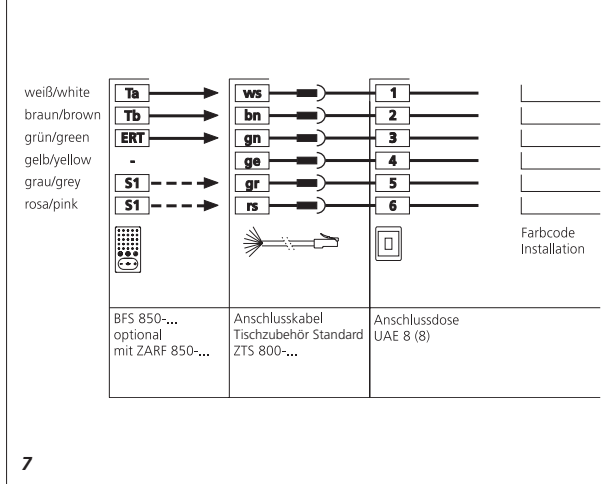 weiß/white Ta ws 1
braun/brown Tb bn 2
grün/green ERT gn 3
gelb/yellow - ge 4
grau/grey S1 gr 5
rosa/pink S1 rs 6
Farbcode
Installation
BFS 850-...
optional
mit ZARF 850-...
Anschlusskabel
Tischzubehör Standard
ZTS 800-...
Anschlussdose
UAE 8 (8)
7